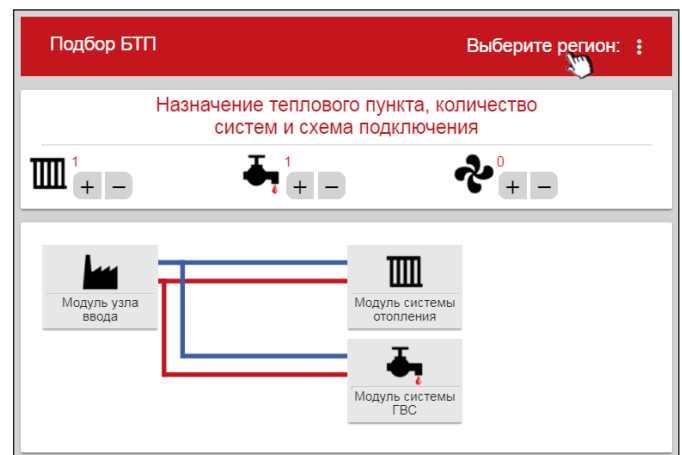 Подбор БТП
Выберите регион:
Назначение теплового пункта, количество
систем и схема подключения
1
+ −
1
+ −
0
+ −
Модуль узла
ввода
Модуль системы
отопления
Модуль системы
ГВС